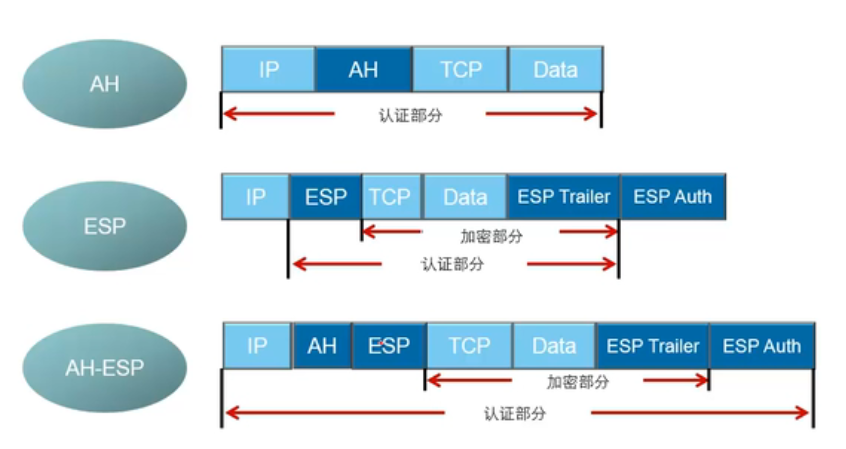 AH
IP AH TCP Data
认证部分
ESP
IP ESP TCP Data ESP Trailer ESP Auth
加密部分
认证部分
AH-ESP
IP AH ESP TCP Data ESP Trailer ESP Auth
加密部分
认证部分